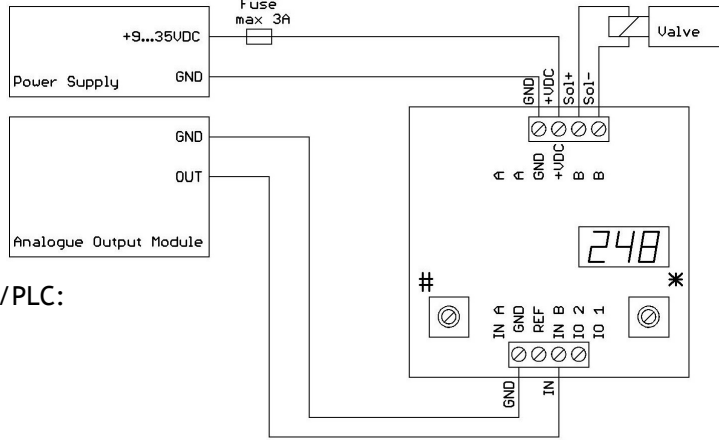 Fuse
max 3A
+9...35VDC
GND
Power Supply
Valve
GND
+VDC
Sol+
Sol-
GND
OUT
Analogue Output Module
A
A
GND
+VDC
B
B
248
/PLC:
#
*
IN A
GND
REF
IN B
IO 2
IO 1
GND
IN